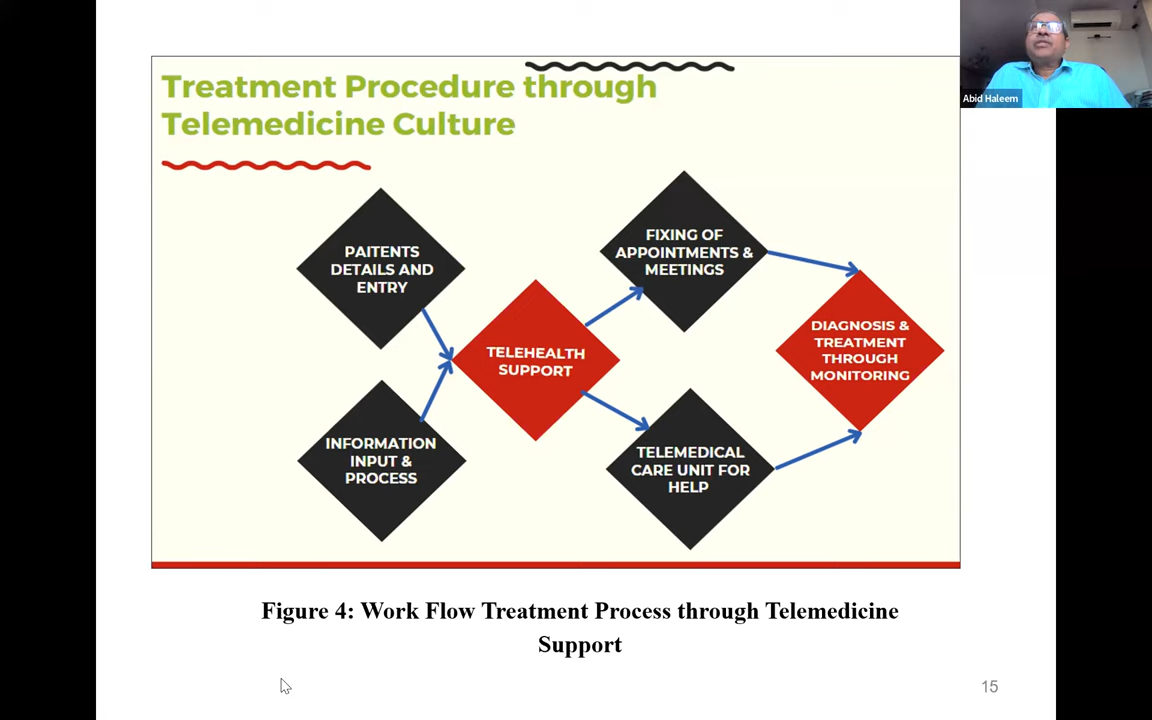 Treatment Procedure through
Telemedicine Culture
Abid Haleem
PAITENTS
DETAILS AND
ENTRY
INFORMATION
INPUT &
PROCESS
TELEHEALTH
SUPPORT
FIXING OF
APPOINTMENTS &
MEETINGS
TELEMEDICAL
CARE UNIT FOR
HELP
DIAGNOSIS &
TREATMENT
THROUGH
MONITORING
Figure 4: Work Flow Treatment Process through Telemedicine
Support
15